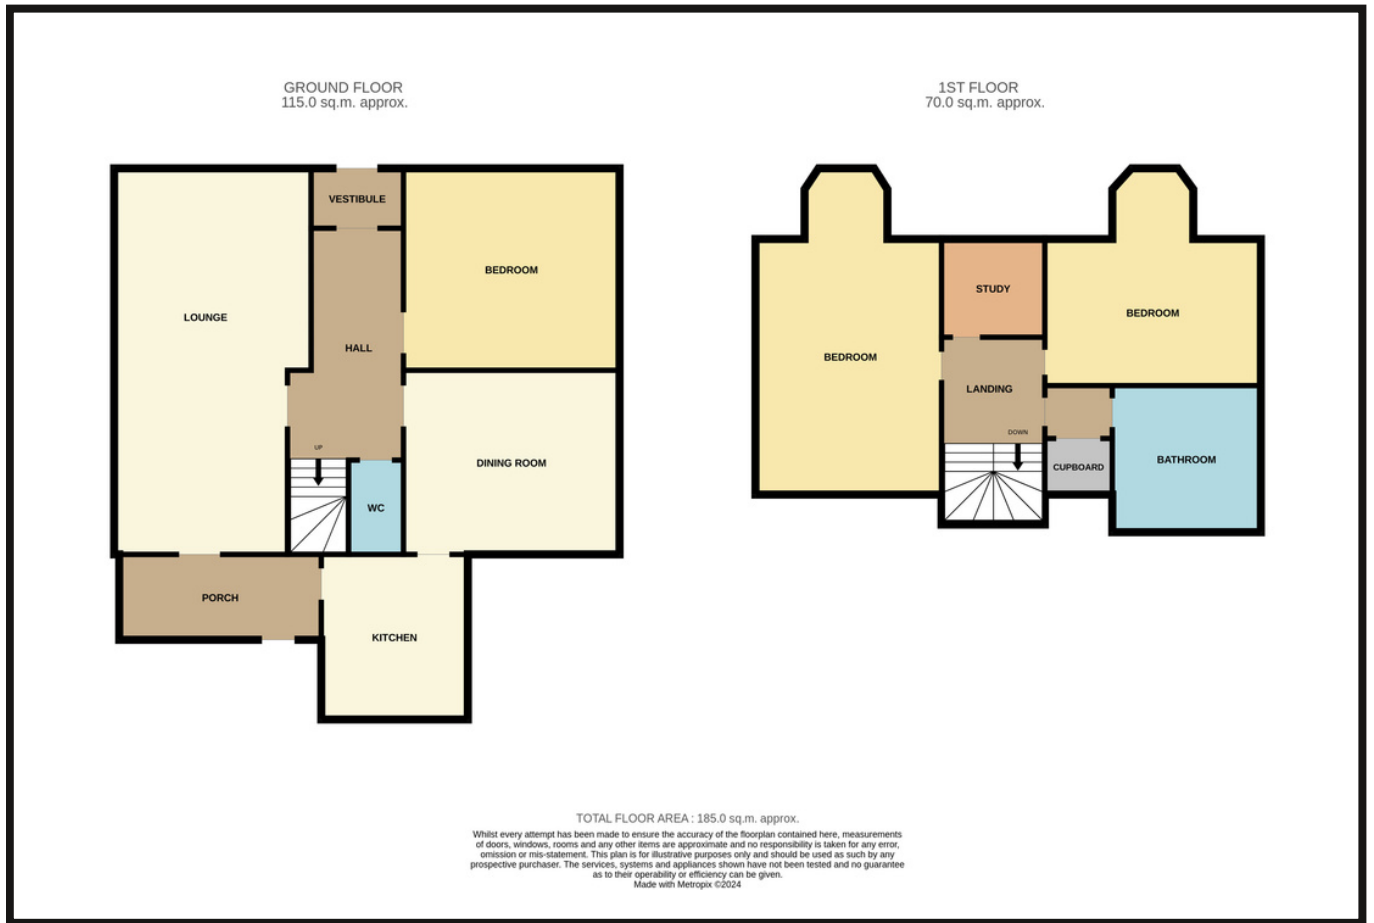 GROUND FLOOR
115.0 sq.m. approx.
1ST FLOOR
70.0 sq.m. approx.
VESTIBULE
BEDROOM
LOUNGE
HALL
UP
DINING ROOM
WC
PORCH
KITCHEN
STUDY
BEDROOM
BEDROOM
LANDING
DOWN
CUPBOARD
BATHROOM
TOTAL FLOOR AREA : 185.0 sq.m. approx.
Whilst every attempt has been made to ensure the accuracy of the floorplan contained here, measurements
of doors, windows, rooms and any other items are approximate and no responsibility is taken for any error,
omission or mis-statement. This plan is for illustrative purposes only and should be used as such by any
prospective purchaser. The services, systems and appliances shown have not been tested and no guarantee
as to their operability or efficiency can be given.
Made with Metropix ©2024